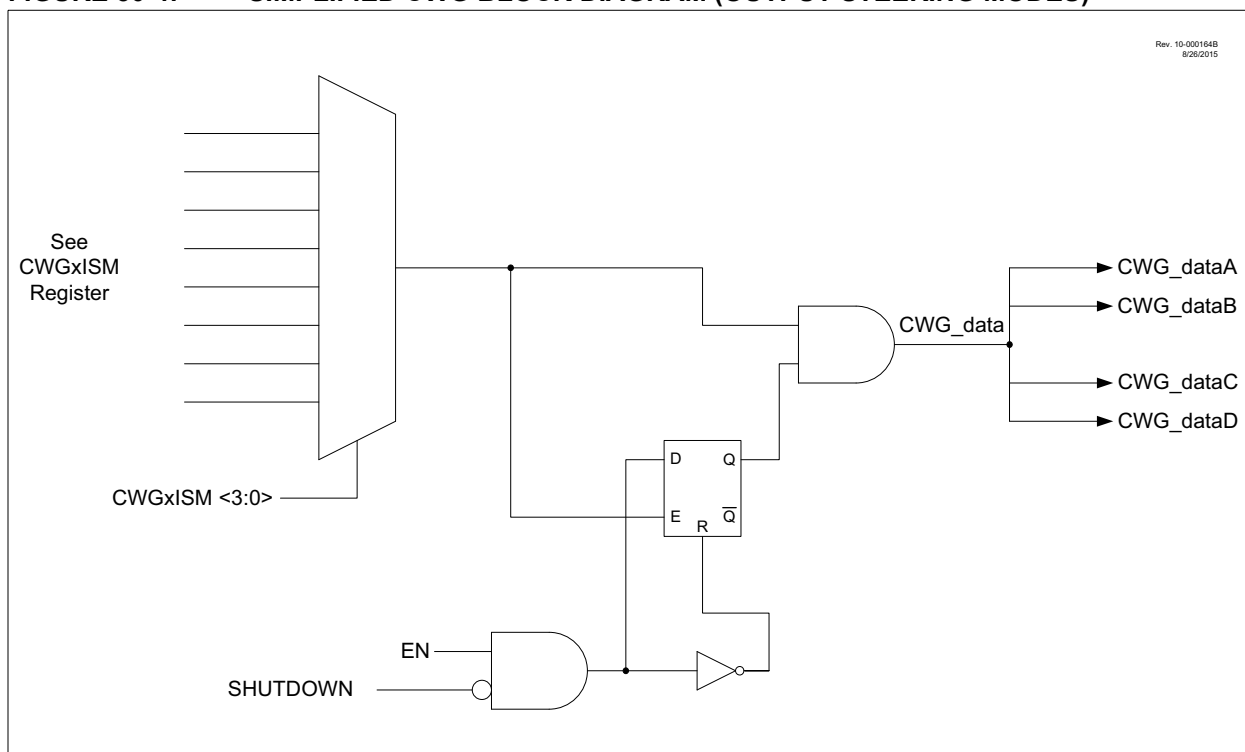 Rev. 10-000164B
8/26/2015
See
CWGxISM
Register
CWGxISM <3:0>
CWG_data
CWG_dataA
CWG_dataB
CWG_dataC
CWG_dataD
D
Q
E
R
Q
EN
SHUTDOWN